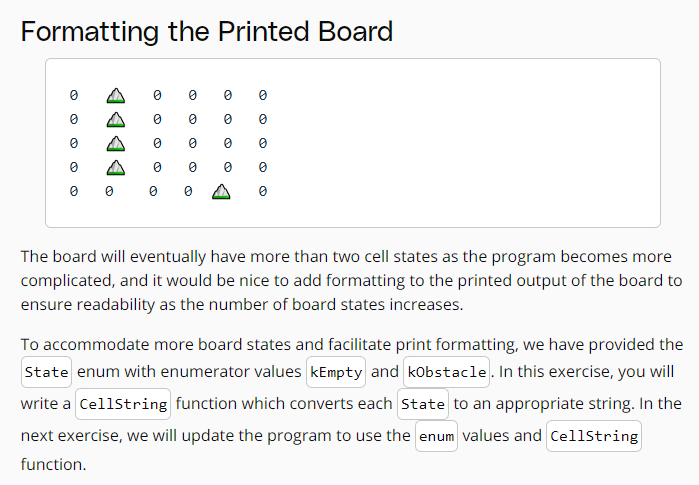 Formatting the Printed Board
0 ⛰ 0 0 0 0
0 ⛰ 0 0 0 0
0 ⛰ 0 0 0 0
0 ⛰ 0 0 0 0
0 0 0 0 ⛰ 0
The board will eventually have more than two cell states as the program becomes more
complicated, and it would be nice to add formatting to the printed output of the board to
ensure readability as the number of board states increases.
To accommodate more board states and facilitate print formatting, we have provided the
State enum with enumerator values kEmpty and kObstacle. In this exercise, you will
write a CellString function which converts each State to an appropriate string. In the
next exercise, we will update the program to use the enum values and CellString
function.